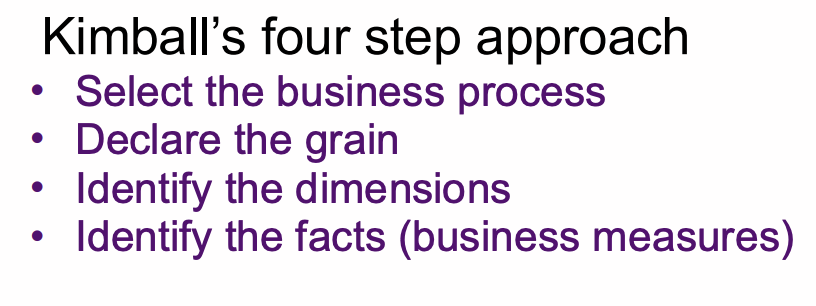 Kimball's four step approach
• Select the business process
• Declare the grain
• Identify the dimensions
• Identify the facts (business measures)